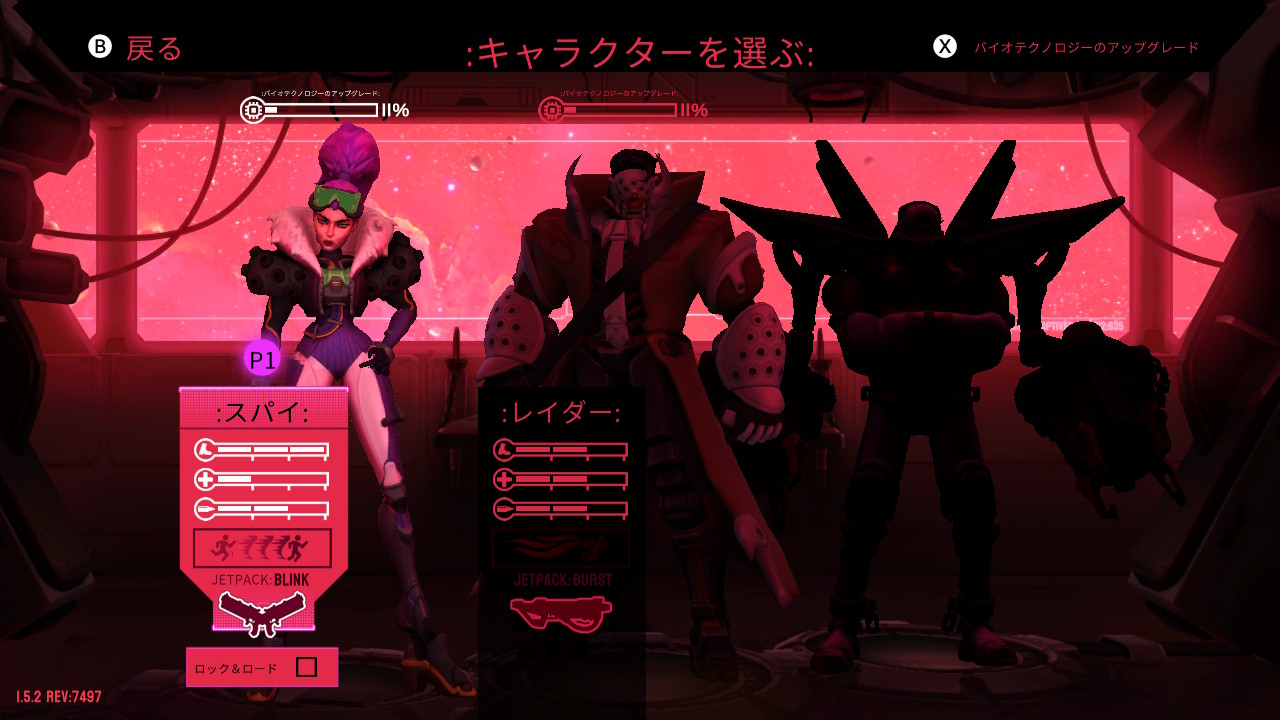 B 戻る
:キャラクターを選ぶ:
X バイオテクノロジーのアップグレード
:バイオテクノロジーのアップグレード:
11%
:バイオテクノロジーのアップグレード:
11%
P1
:スパイ:
JETPACK:BLINK
ロック&ロード
:レイダー:
JETPACK:BURST
1.5.2 REV:7497